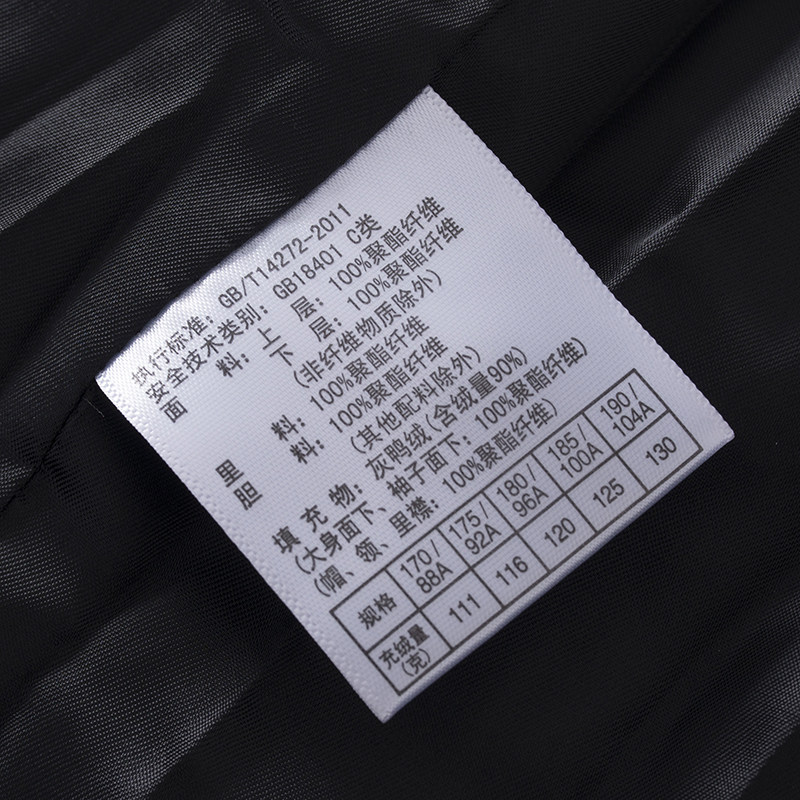 执行标准: GB/T14272-2011
安全技术类别: GB18401 C类
面 料: 上 层: 100%聚酯纤维
下 层: 100%聚酯纤维
(非纤维物质除外)
里 料: 100%聚酯纤维
胆 料: 100%聚酯纤维
(其他配料除外)
填 充 物: 灰鸭绒 (含绒量90%)
(大身面下、袖子面下: 100%聚酯纤维)
(帽、领、里襟: 100%聚酯纤维)
规格 170/88A 175/92A 180/96A 185/100A 190/104A
充绒量(克) 111 116 120 125 130